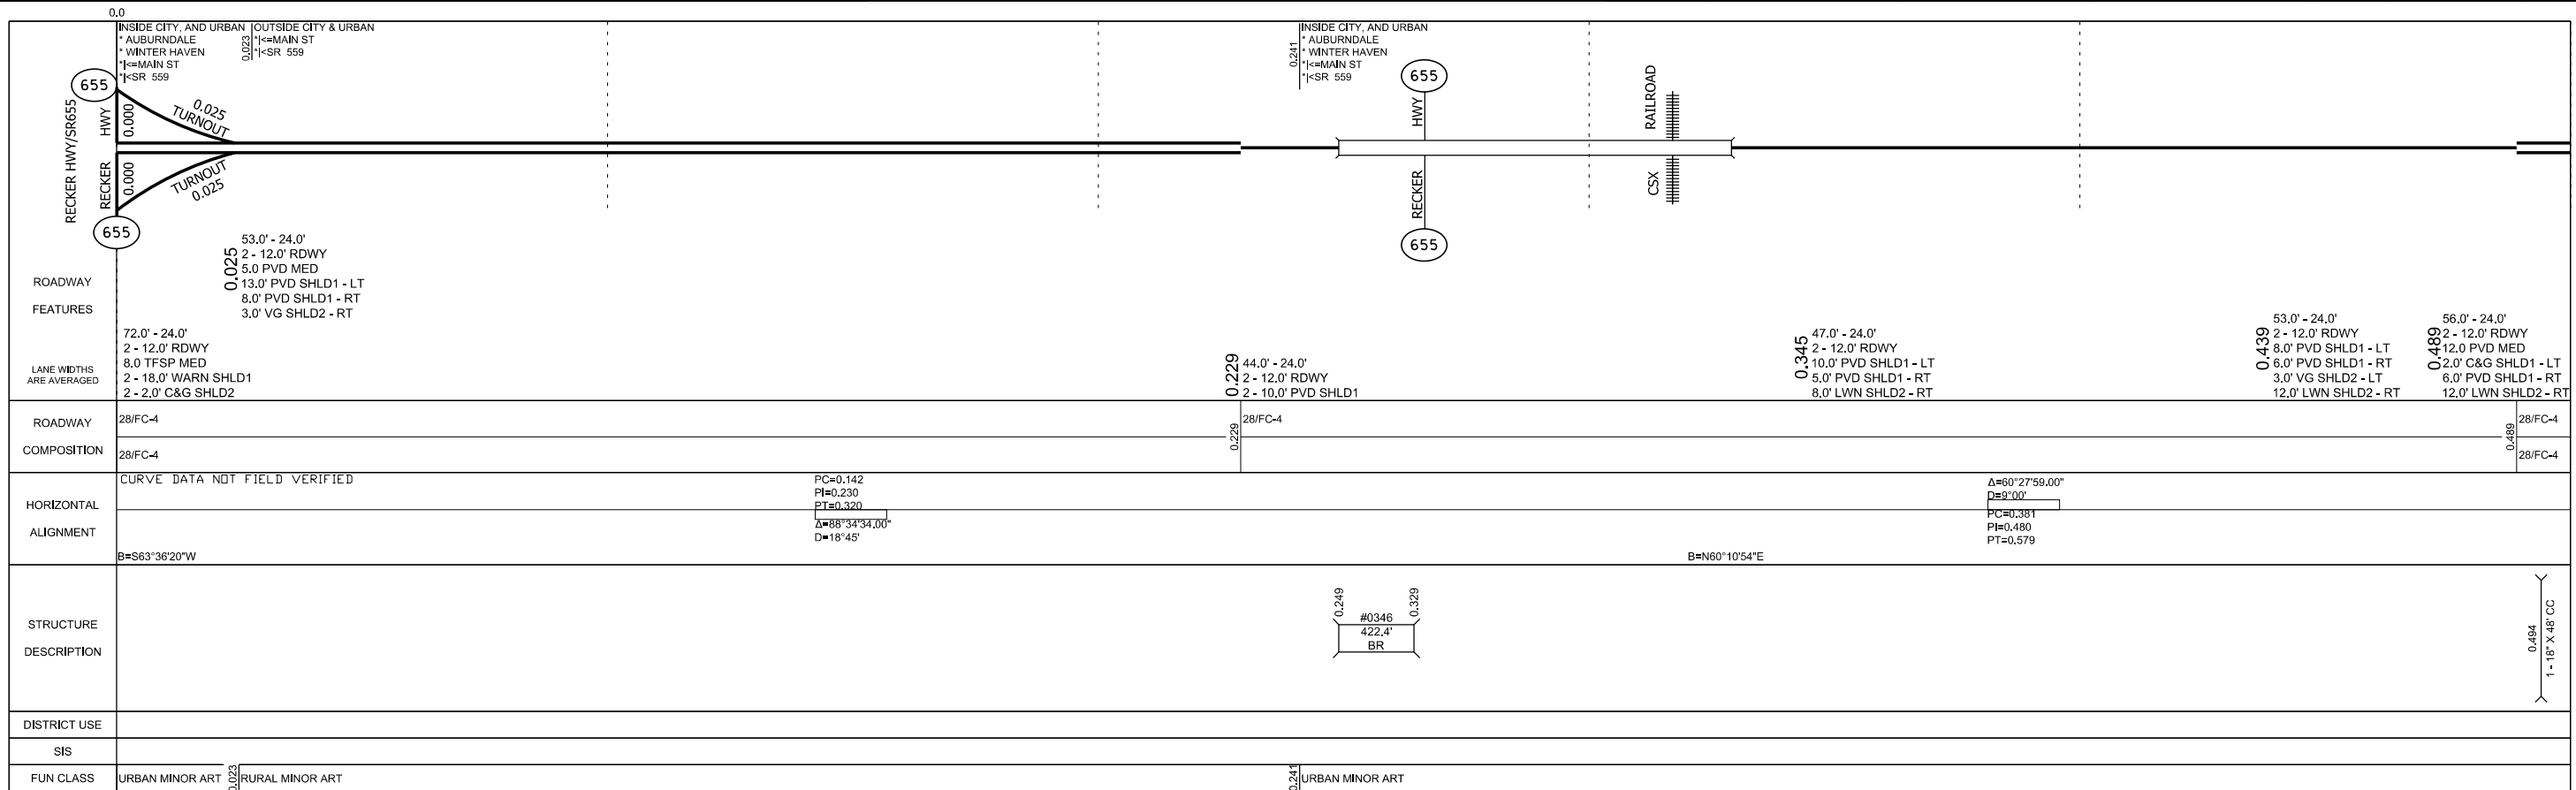 0.0
INSIDE CITY, AND URBAN
* AUBURNDALE
* WINTER HAVEN
*|<=MAIN ST
*|<SR 559
0.023
OUTSIDE CITY & URBAN
*|<=MAIN ST
*|<SR 559
0.241
INSIDE CITY, AND URBAN
* AUBURNDALE
* WINTER HAVEN
*|<=MAIN ST
*|<SR 559
655
RECKER HWY/SR655
HWY
0.000
0.025
TURNOUT
RECKER
0.000
TURNOUT
0.025
655
655
HWY
RECKER
655
RAILROAD
CSX
ROADWAY
FEATURES
LANE WIDTHS
ARE AVERAGED
72.0' - 24.0'
2 - 12.0' RDWY
8.0 TFSP MED
2 - 18.0' WARN SHLD1
2 - 2.0' C&G SHLD2
0.025
53.0' - 24.0'
2 - 12.0' RDWY
5.0 PVD MED
13.0' PVD SHLD1 - LT
8.0' PVD SHLD1 - RT
3.0' VG SHLD2 - RT
0.229
44.0' - 24.0'
2 - 12.0' RDWY
2 - 10.0' PVD SHLD1
0.345
47.0' - 24.0'
2 - 12.0' RDWY
10.0' PVD SHLD1 - LT
5.0' PVD SHLD1 - RT
8.0' LWN SHLD2 - RT
0.439
53.0' - 24.0'
2 - 12.0' RDWY
8.0' PVD SHLD1 - LT
6.0' PVD SHLD1 - RT
3.0' VG SHLD2 - LT
12.0' LWN SHLD2 - RT
0.489
56.0' - 24.0'
2 - 12.0' RDWY
12.0 PVD MED
2.0' C&G SHLD1 - LT
6.0' PVD SHLD1 - RT
12.0' LWN SHLD2 - RT
ROADWAY
COMPOSITION
28/FC-4
28/FC-4
0.229
28/FC-4
0.489
28/FC-4
28/FC-4
HORIZONTAL
ALIGNMENT
CURVE DATA NOT FIELD VERIFIED
B=S63°36'20"W
PC=0.142
PI=0.230
PT=0.320
Δ=88°34'34.00"
D=18°45'
B=N60°10'54"E
Δ=60°27'59.00"
D=9°00'
PC=0.381
PI=0.480
PT=0.579
STRUCTURE
DESCRIPTION
0.249
#0346
422.4'
BR
0.329
0.494
1 - 18" X 48' CC
DISTRICT USE
SIS
FUN CLASS
URBAN MINOR ART
0.023
RURAL MINOR ART
0.241
URBAN MINOR ART